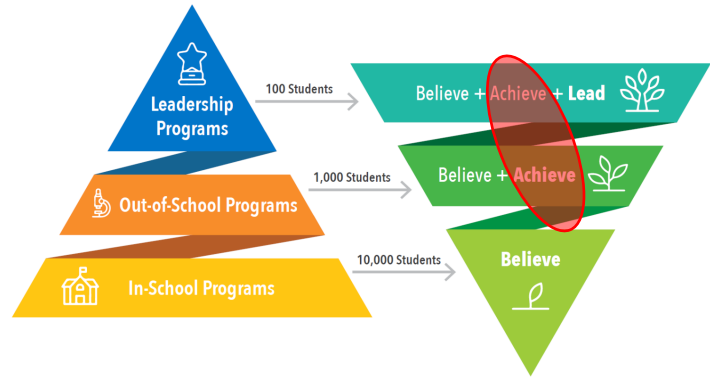 Leadership
Programs
100 Students
Believe + Achieve + Lead
Out-of-School Programs
1,000 Students
Believe + Achieve
In-School Programs
10,000 Students
Believe